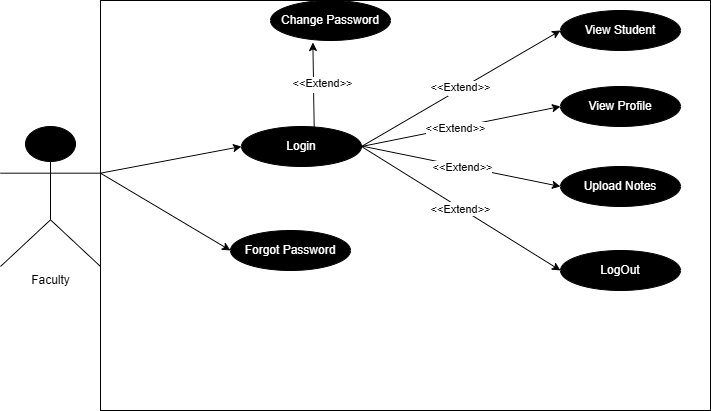 Change Password
View Student
<<Extend>>
<<Extend>>
View Profile
<<Extend>>
Login
<<Extend>>
Upload Notes
<<Extend>>
Forgot Password
LogOut
Faculty